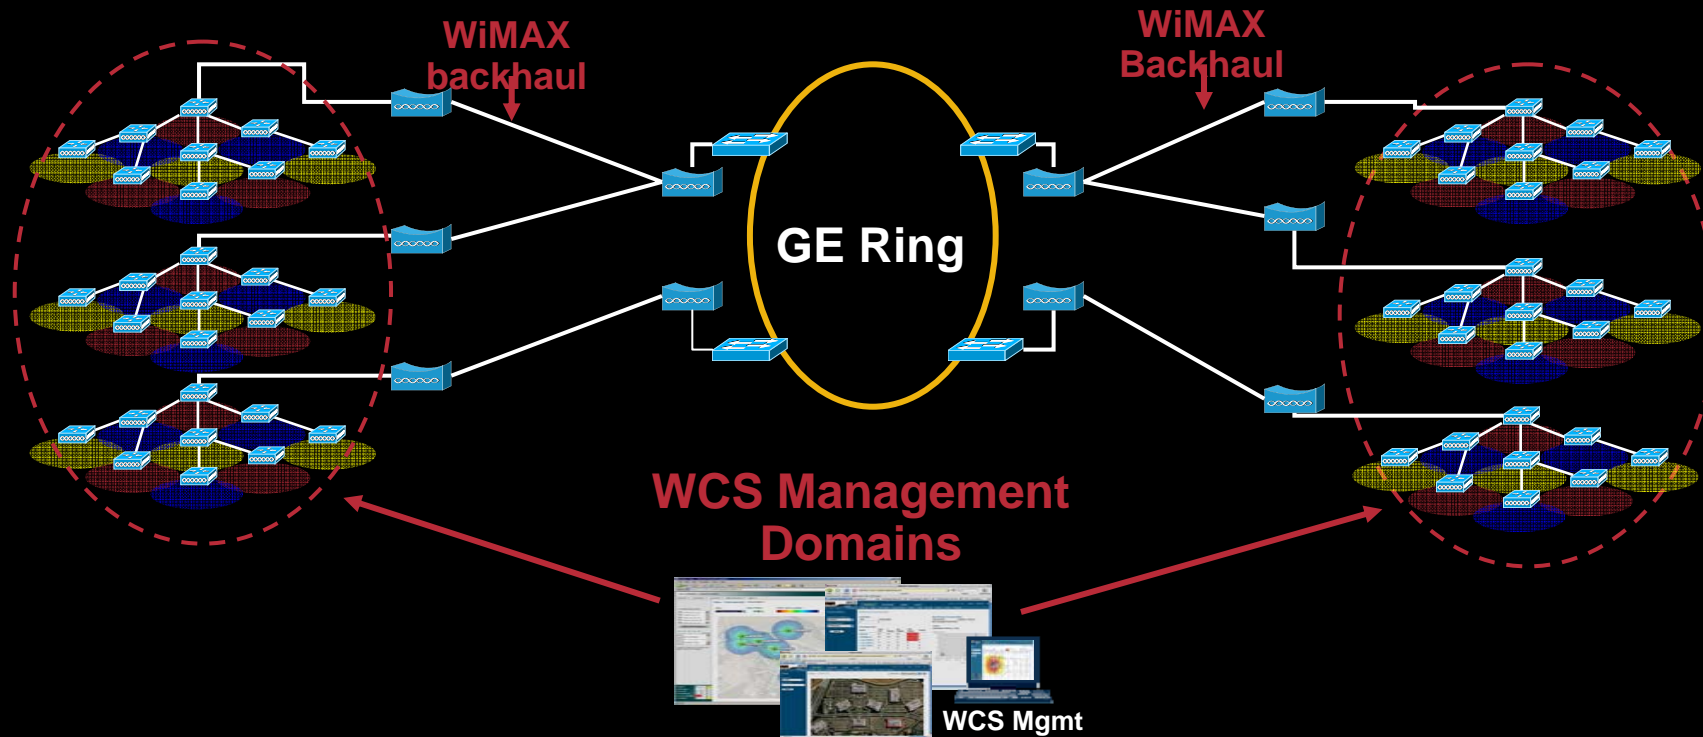 WiMAX
backhaul
WiMAX
Backhaul
GE Ring
WCS Management
Domains
WCS Mgmt